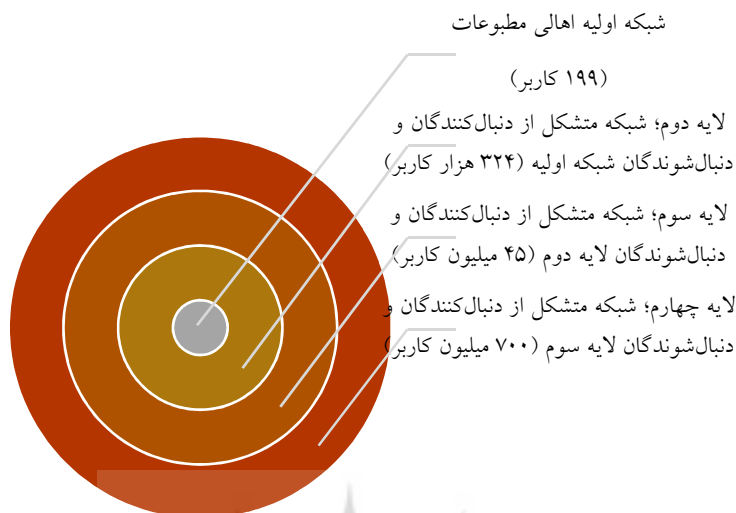 شبکه اولیه اهالی مطبوعات
(۱۹۹ کاربر)
لایه دوم؛ شبکه متشکل از دنبال‌کنندگان و
دنبال‌شوندگان شبکه اولیه (۳۲۴ هزار کاربر)
لایه سوم؛ شبکه متشکل از دنبال‌کنندگان و
دنبال‌شوندگان لایه دوم (۴۵ میلیون کاربر)
لایه چهارم؛ شبکه متشکل از دنبال‌کنندگان و
دنبال‌شوندگان لایه سوم (۷۰۰ میلیون کاربر)